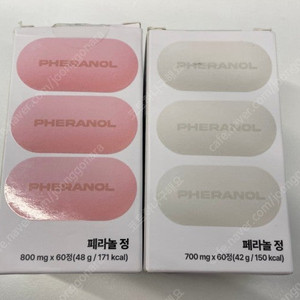 PHERANOL
PHERANOL
PHERANOL
페라놀 정
800 mg x 60정(48 g / 171 kcal)
PHERANOL
PHERANOL
PHERANOL
페라놀 정
700 mg x 60정(42 g / 150 kcal)